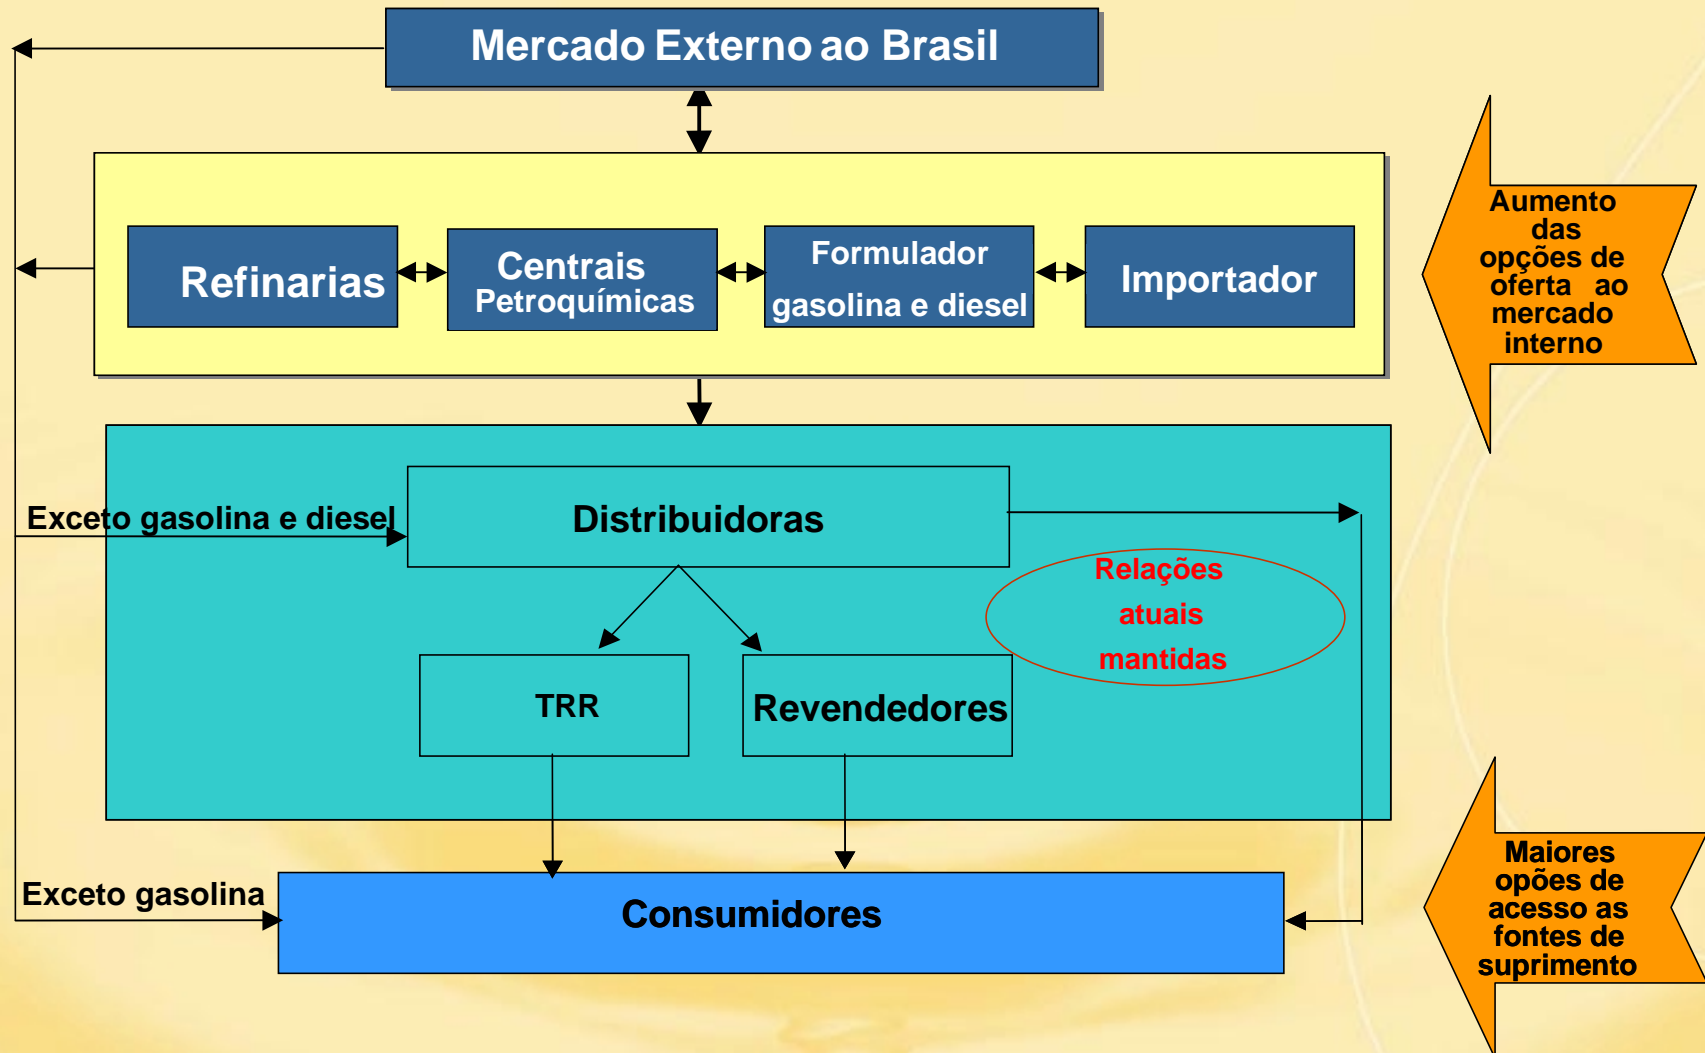 Mercado Externo ao Brasil
Refinarias
Centrais
Petroquímicas
Formulador
gasolina e diesel
Importador
Aumento
das
opções de
oferta ao
mercado
interno
Exceto gasolina e diesel
Distribuidoras
Relações
atuais
mantidas
TRR
Revendedores
Exceto gasolina
Consumidores
Maiores
opões de
acesso as
fontes de
suprimento